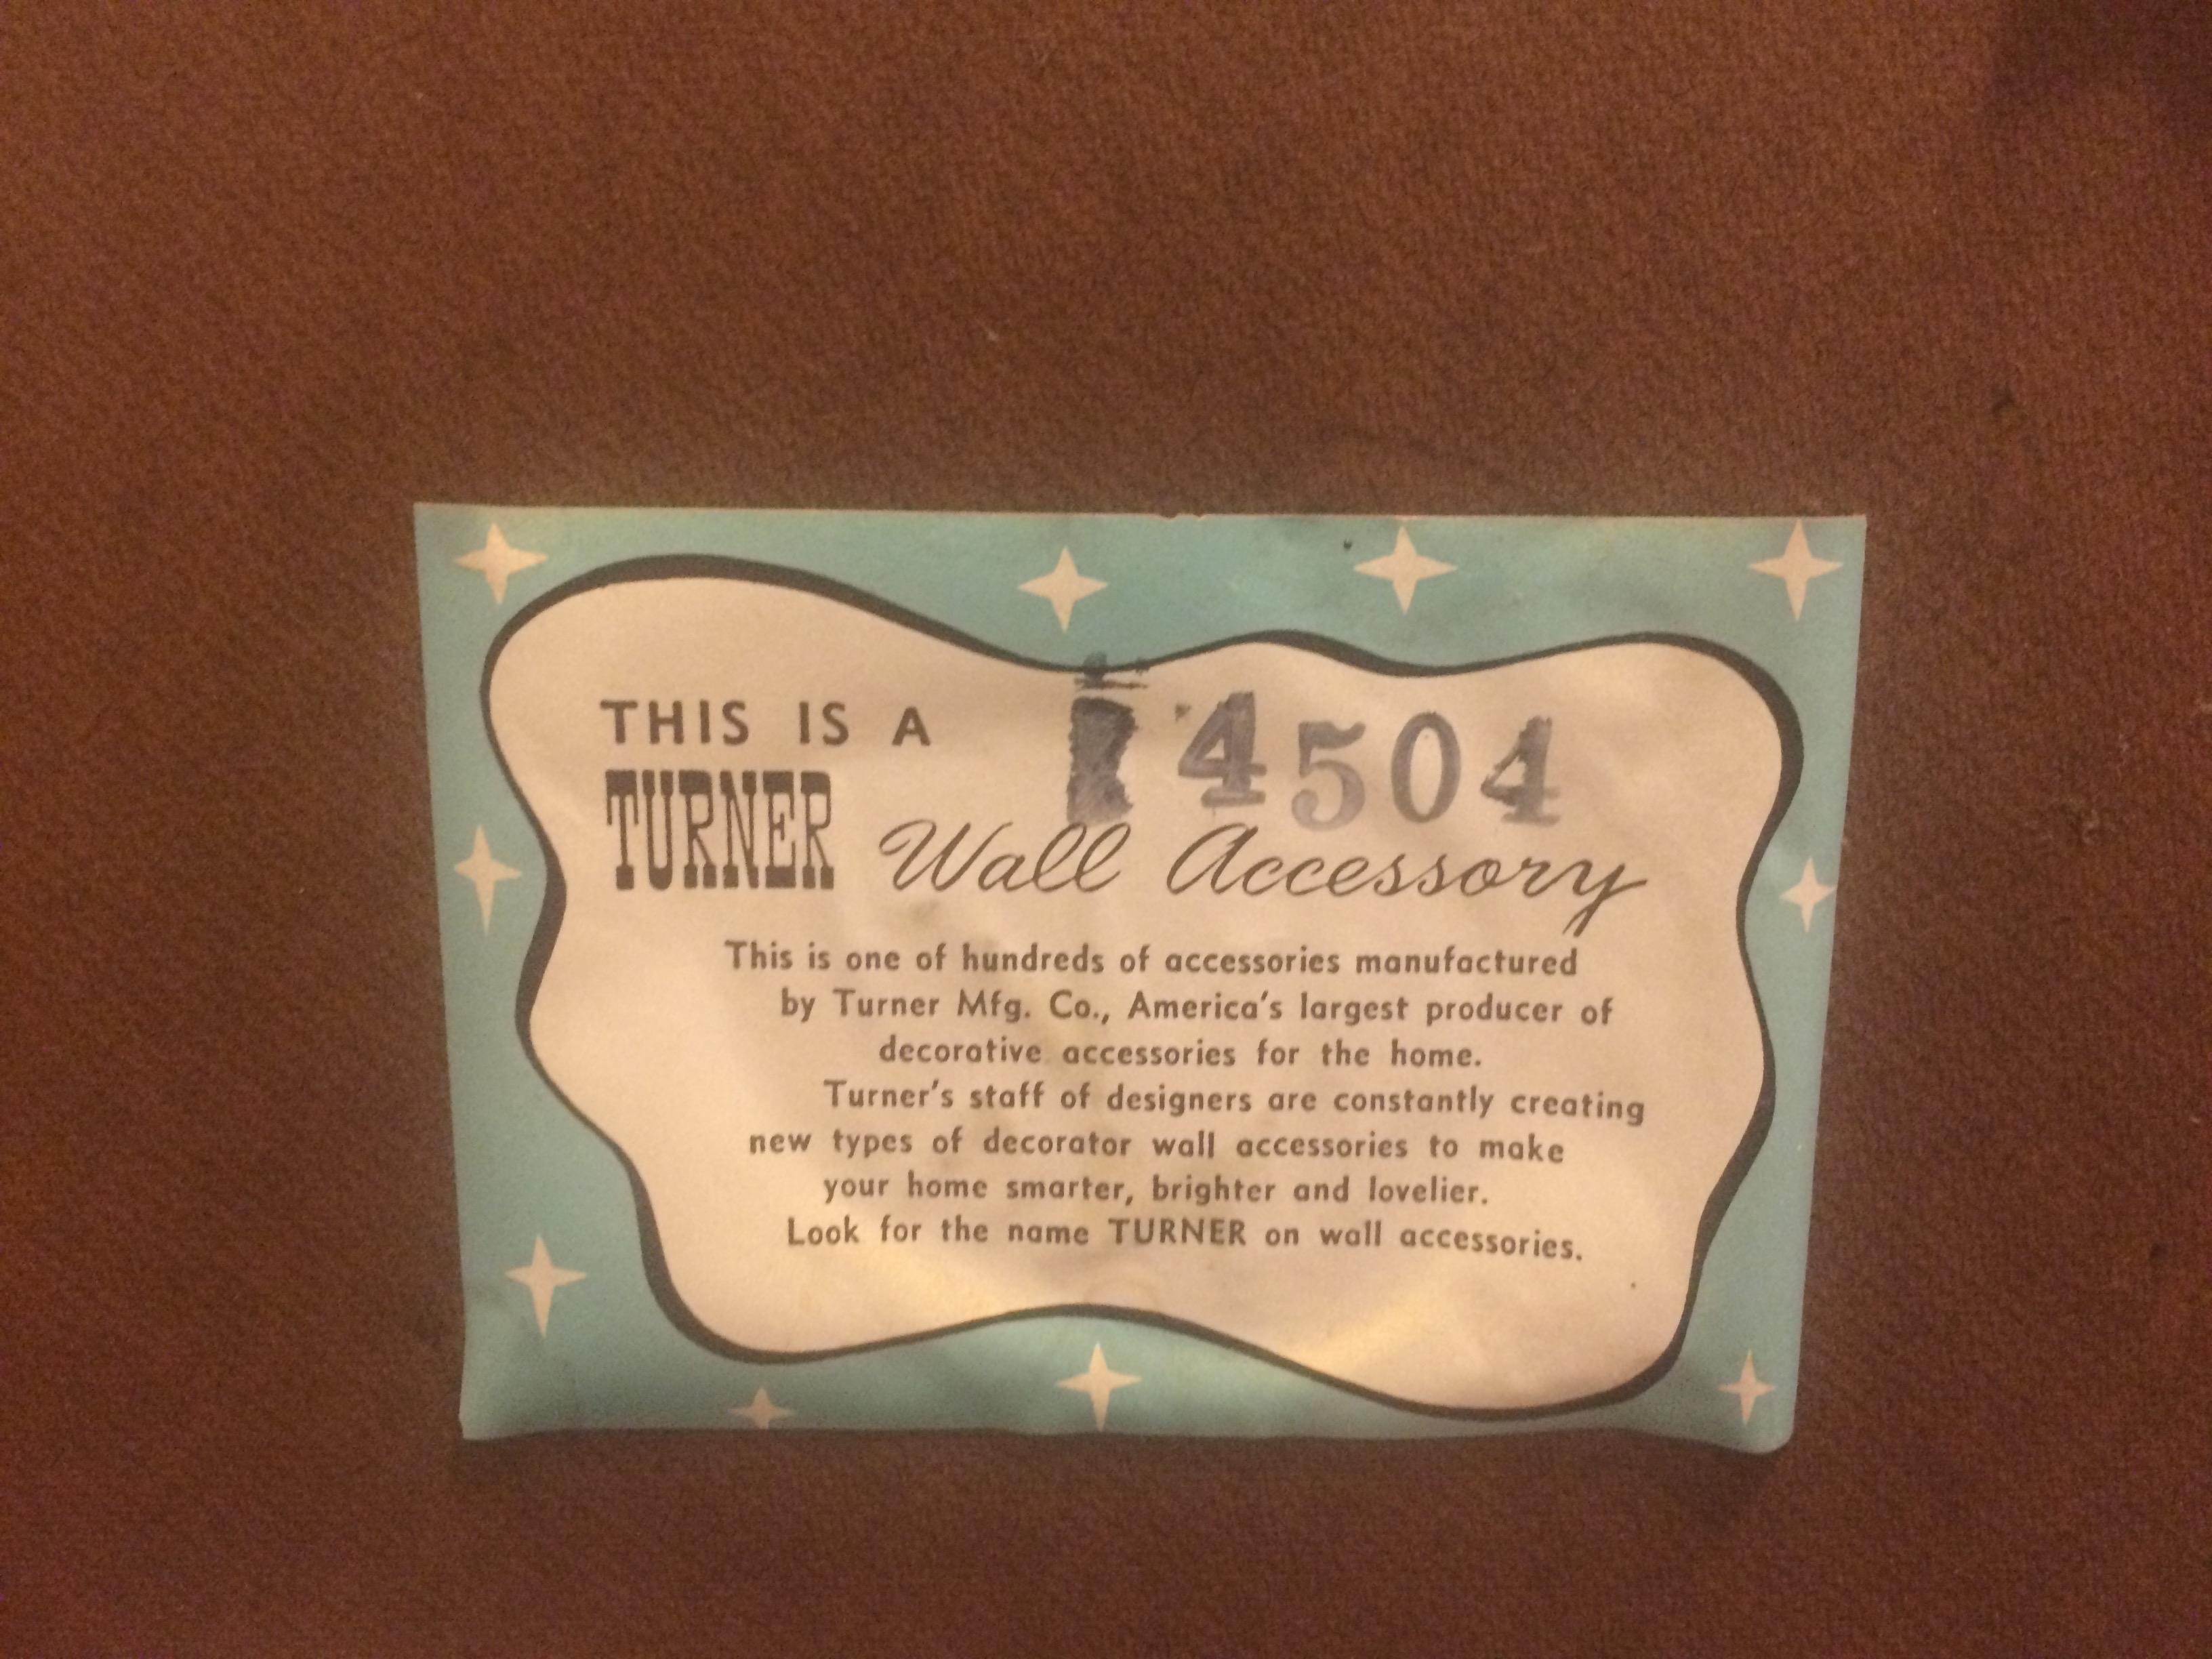 THIS IS A
4504
TURNER Wall Accessory
This is one of hundreds of accessories manufactured
by Turner Mfg. Co., America's largest producer of
decorative accessories for the home.
Turner's staff of designers are constantly creating
new types of decorator wall accessories to make
your home smarter, brighter and lovelier.
Look for the name TURNER on wall accessories.